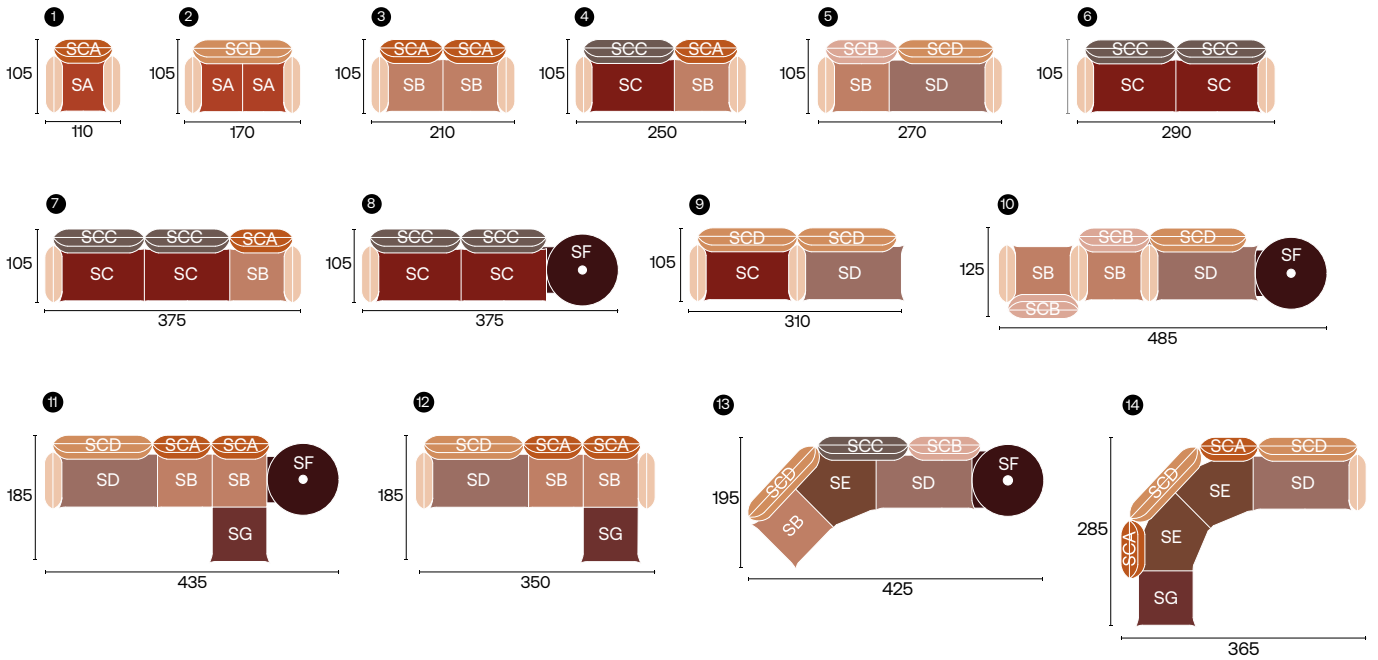 1
SCA
SA
105
110
2
SCD
SA SA
105
170
3
SCA SCA
SB SB
105
210
4
SCC SCA
SC SB
105
250
5
SCB SCD
SB SD
105
270
6
SCC SCC
SC SC
105
290
7
SCC SCC SCA
SC SC SB
105
375
8
SCC SCC
SF
SC SC
105
375
9
SCD SCD
SC SD
105
310
10
SCB SCD
SF
SB SB SD
SCB
125
485
11
SCD SCA SCA
SF
SD SB SB
SG
185
435
12
SCD SCA SCA
SD SB SB
SG
185
350
13
SCC SCB
SF
SCD SE SD
SB
195
425
14
SCA SCD
SCD SE SD
SCA SE
SG
285
365